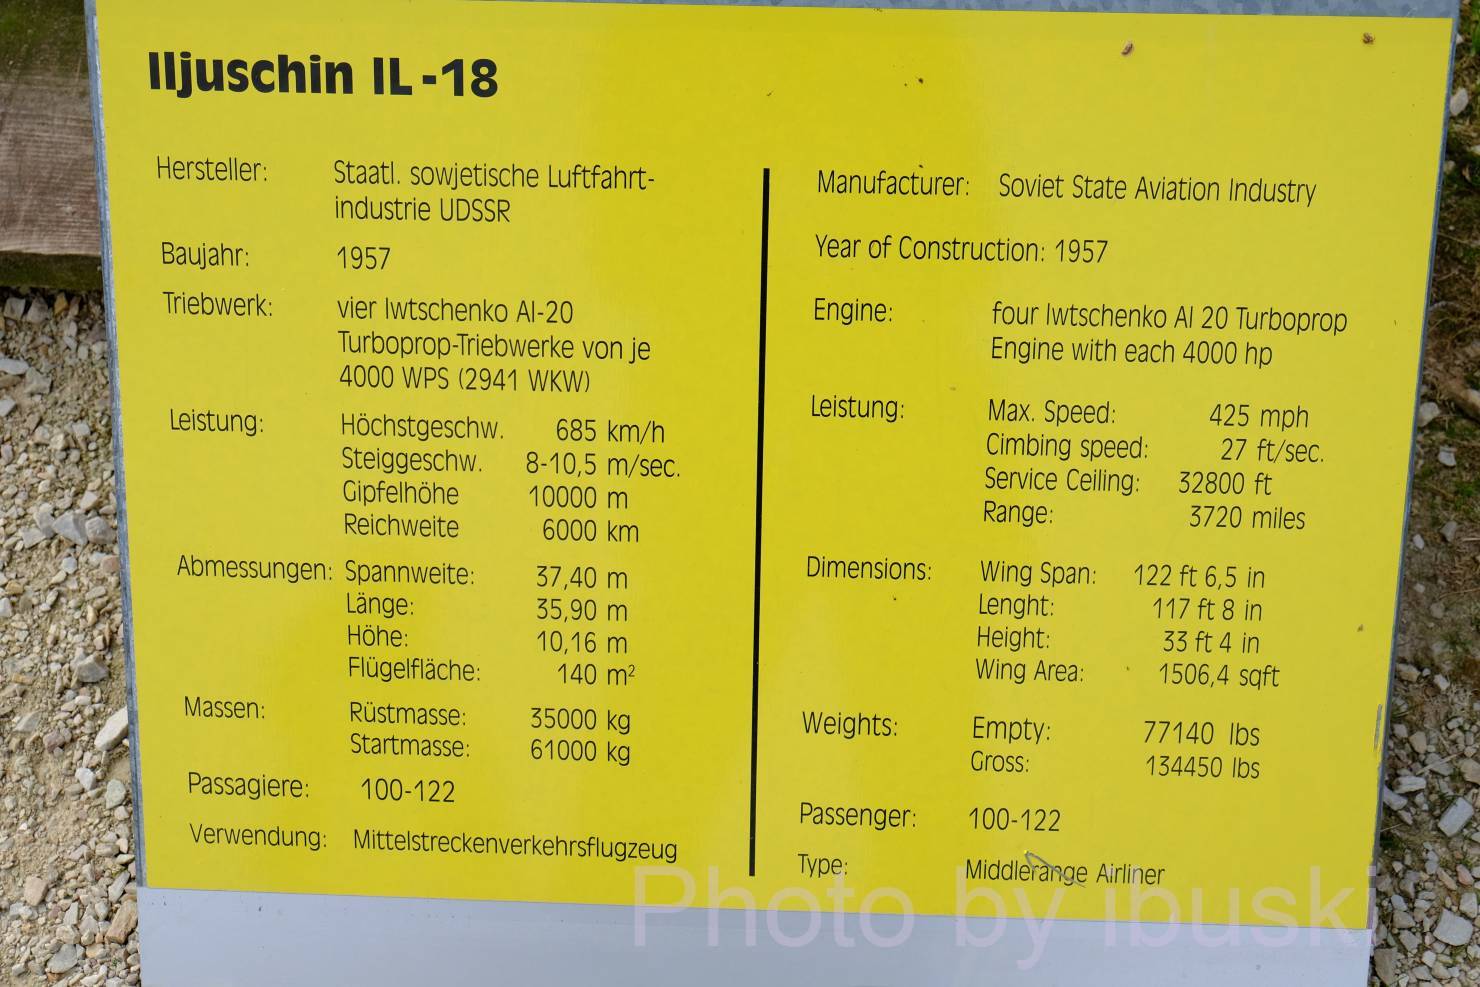 Iljuschin IL-18
Hersteller: Staatl. sowjetische Luftfahrt-
industrie UDSSR
Baujahr: 1957
Triebwerk: vier Iwtschenko AI-20
Turboprop-Triebwerke von je
4000 WPS (2941 WKW)
Leistung: Höchstgeschw. 685 km/h
Steiggeschw. 8-10,5 m/sec.
Gipfelhöhe 10000 m
Reichweite 6000 km
Abmessungen: Spannweite: 37,40 m
Länge: 35,90 m
Höhe: 10,16 m
Flügelfläche: 140 m²
Massen: Rüstmasse: 35000 kg
Startmasse: 61000 kg
Passagiere: 100-122
Verwendung: Mittelstreckenverkehrsflugzeug
Manufacturer: Soviet State Aviation Industry
Year of Construction: 1957
Engine: four Iwtschenko AI 20 Turboprop
Engine with each 4000 hp
Leistung: Max. Speed: 425 mph
Cimbing speed: 27 ft/sec.
Service Ceiling: 32800 ft
Range: 3720 miles
Dimensions: Wing Span: 122 ft 6,5 in
Lenght: 117 ft 8 in
Height: 33 ft 4 in
Wing Area: 1506,4 sqft
Weights: Empty: 77140 lbs
Gross: 134450 lbs
Passenger: 100-122
Type: Middlerange Airliner
Photo by ibuski